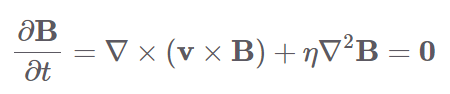 ∂𝐁/∂t = ∇ × (𝐯 × 𝐁) + η∇²𝐁 = 𝟎